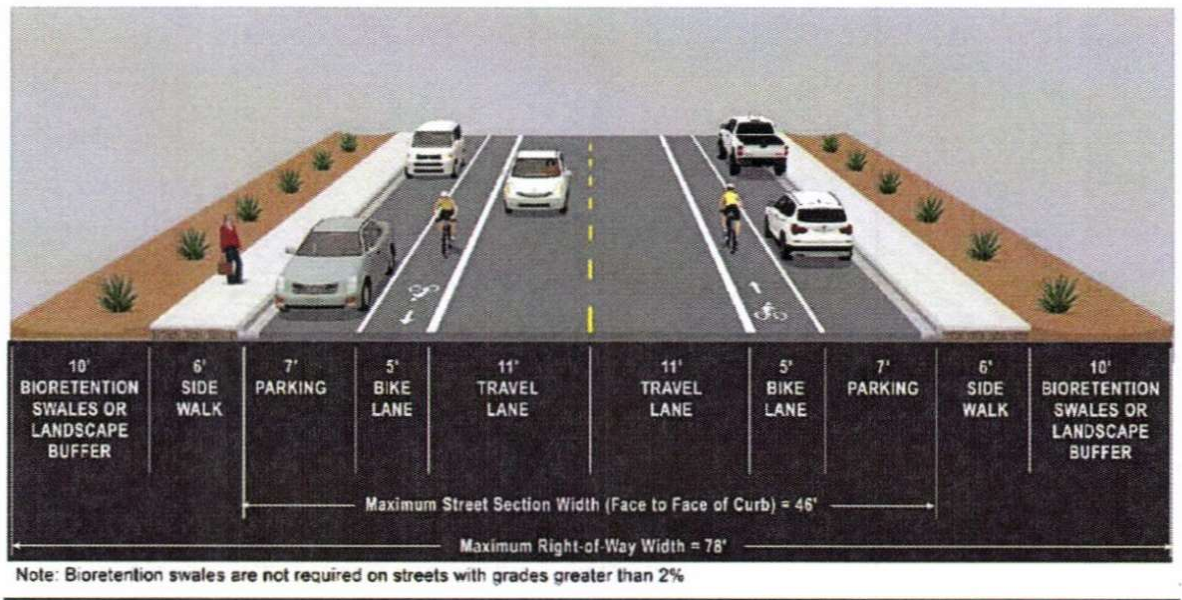 10'
BIORETENTION
SWALES OR
LANDSCAPE
BUFFER
6'
SIDE
WALK
7'
PARKING
5'
BIKE
LANE
11'
TRAVEL
LANE
11'
TRAVEL
LANE
5'
BIKE
LANE
7'
PARKING
6'
SIDE
WALK
10'
BIORETENTION
SWALES OR
LANDSCAPE
BUFFER
Maximum Street Section Width (Face to Face of Curb) = 46'
Maximum Right-of-Way Width = 78'
Note: Bioretention swales are not required on streets with grades greater than 2%